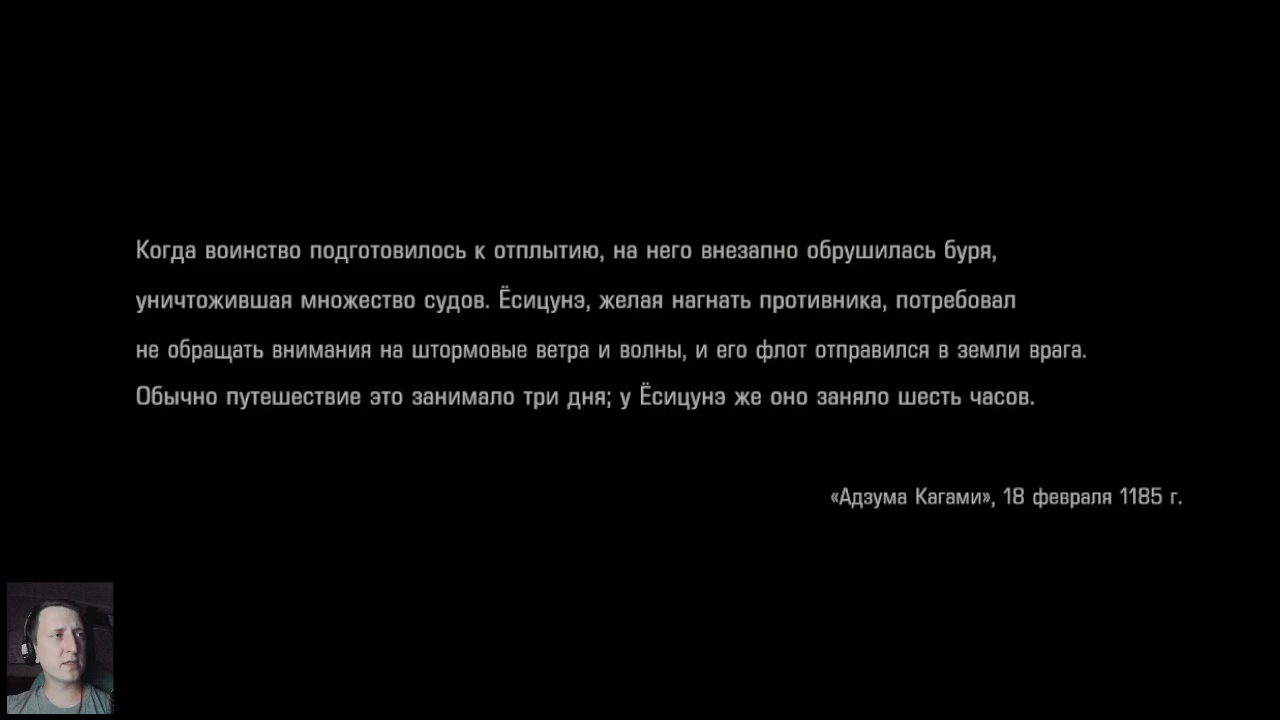 Когда воинство подготовилось к отплытию, на него внезапно обрушилась буря,
уничтожившая множество судов. Ёсицунэ, желая нагнать противника, потребовал
не обращать внимания на штормовые ветра и волны, и его флот отправился в земли врага.
Обычно путешествие это занимало три дня; у Ёсицунэ же оно заняло шесть часов.
«Адзума Кагами», 18 февраля 1185 г.